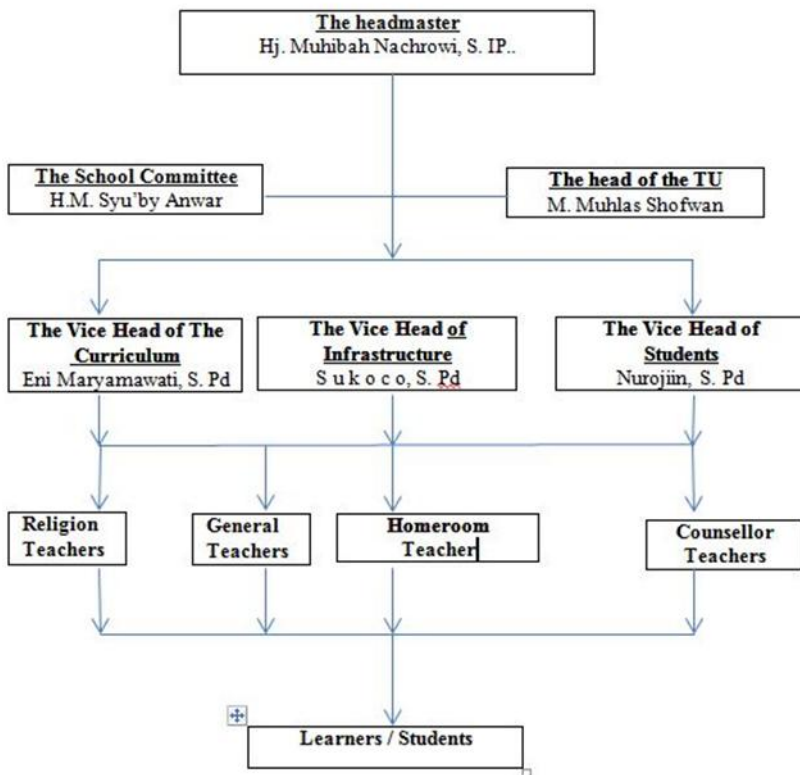 The headmaster
Hj. Muhibah Nachrowi, S. IP..
The School Committee
H.M. Syu'by Anwar
The head of the TU
M. Muhlas Shofwan
The Vice Head of The
Curriculum
Eni Maryamawati, S. Pd
The Vice Head of
Infrastructure
S u k o c o, S. Pd
The Vice Head of
Students
Nurojiin, S. Pd
Religion
Teachers
General
Teachers
Homeroom
Teacher
Counsellor
Teachers
Learners / Students